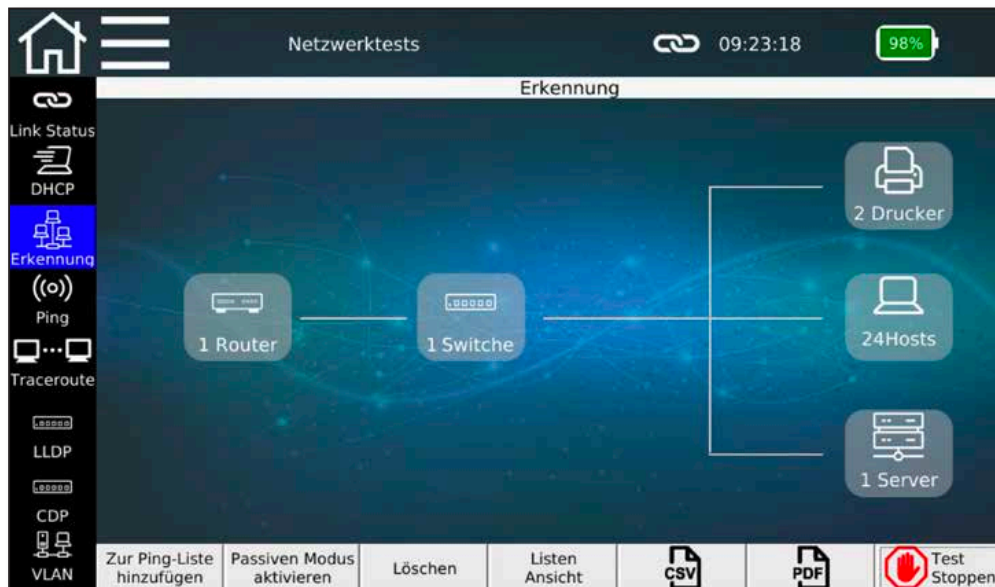 Netzwerktests
09:23:18
98%
Erkennung
Link Status
DHCP
Erkennung
Ping
Traceroute
LLDP
CDP
VLAN
1 Router
1 Switche
2 Drucker
24Hosts
1 Server
Zur Ping-Liste
hinzufügen
Passiven Modus
aktivieren
Löschen
Listen
Ansicht
CSV
PDF
Test
Stoppen